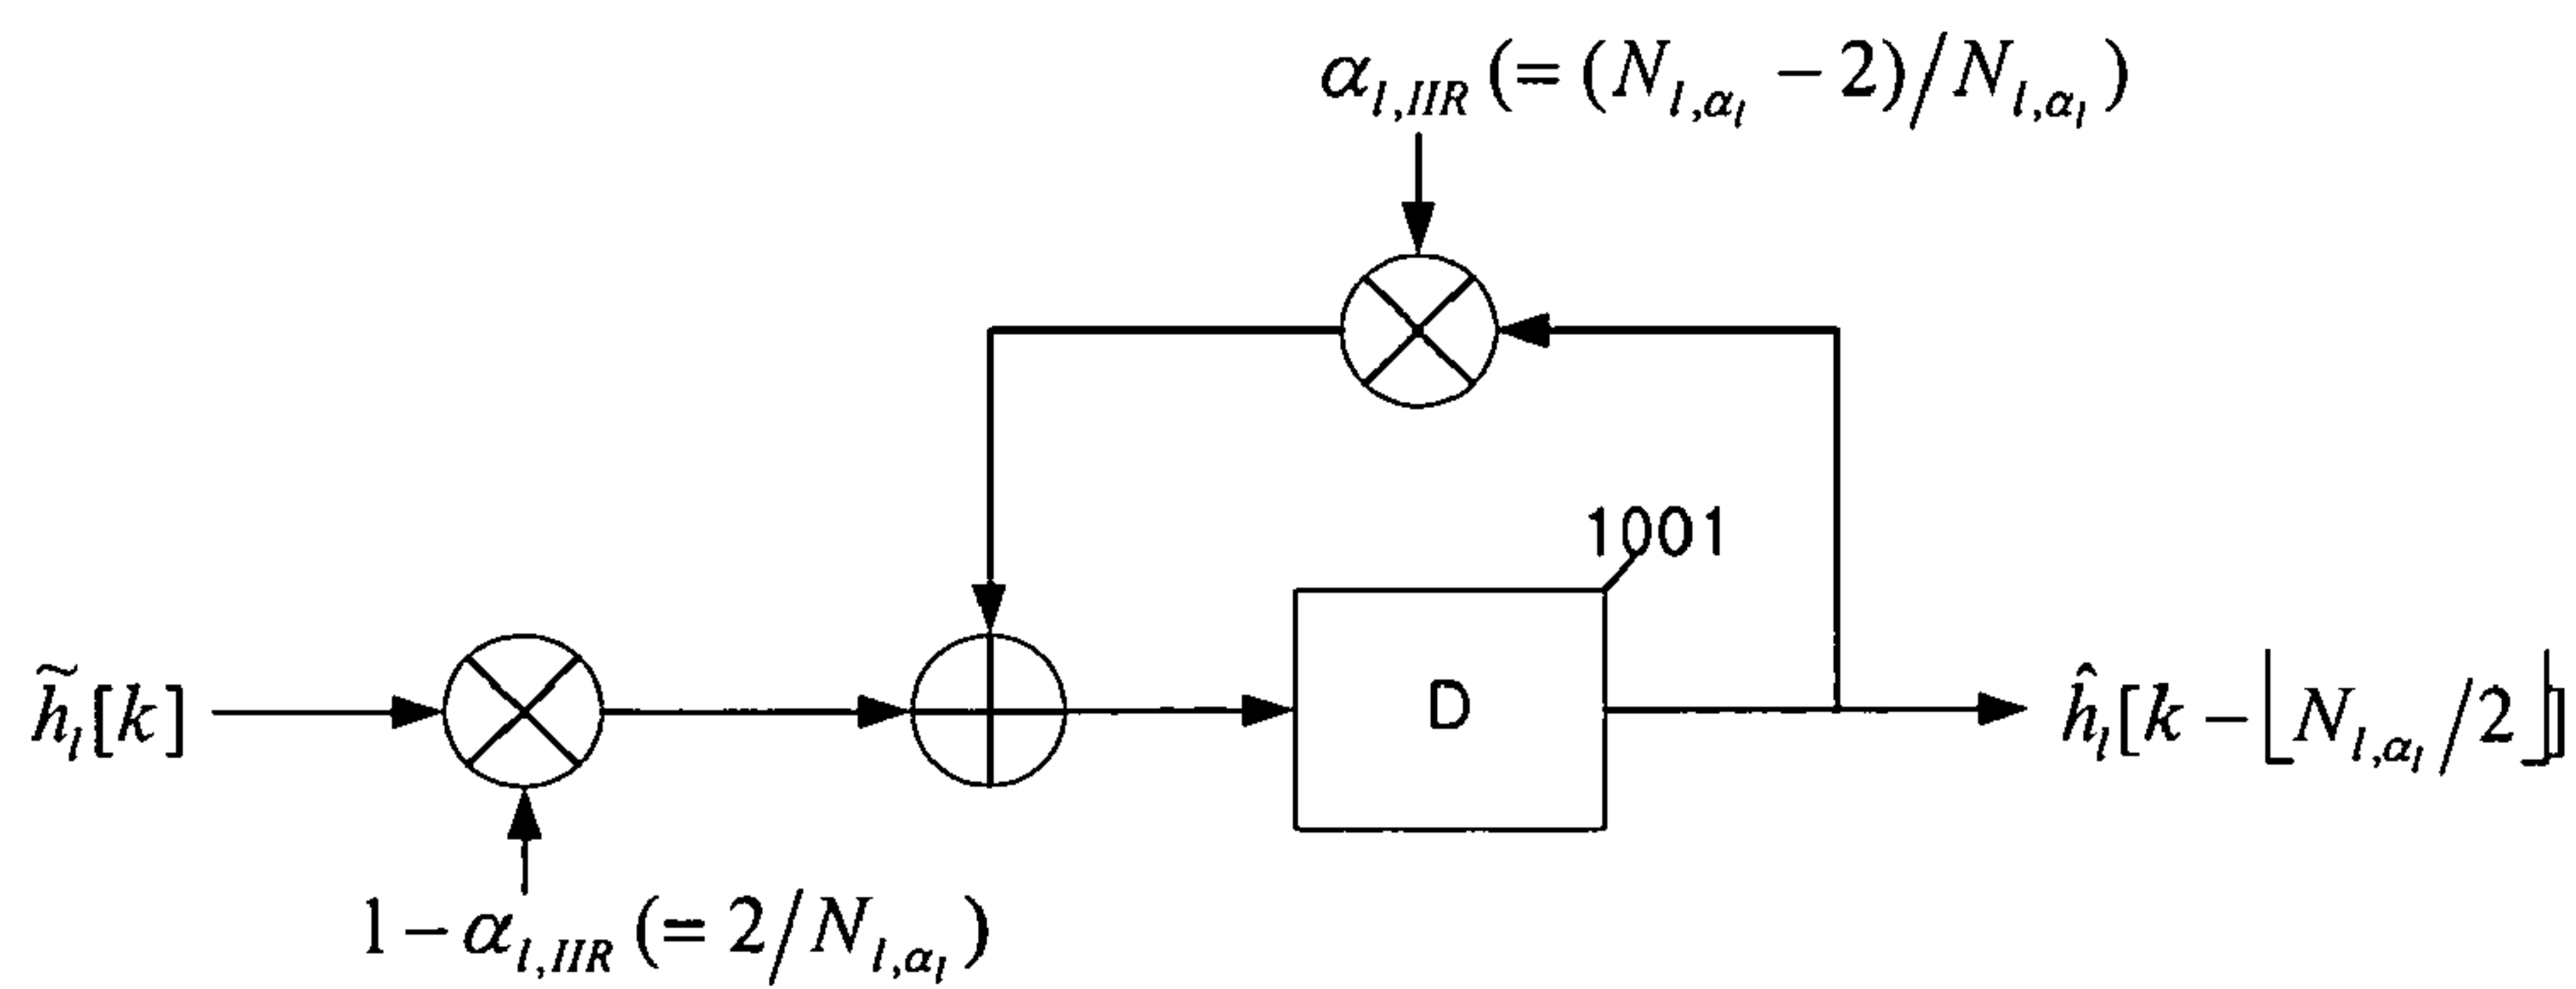 α_{l,IIR} (= (N_{l,α_l} − 2)/N_{l,α_l})
1001
D
h̃_l[k]
ĥ_l[k − ⌊N_{l,α_l}/2⌋]
1 − α_{l,IIR} (= 2/N_{l,α_l})